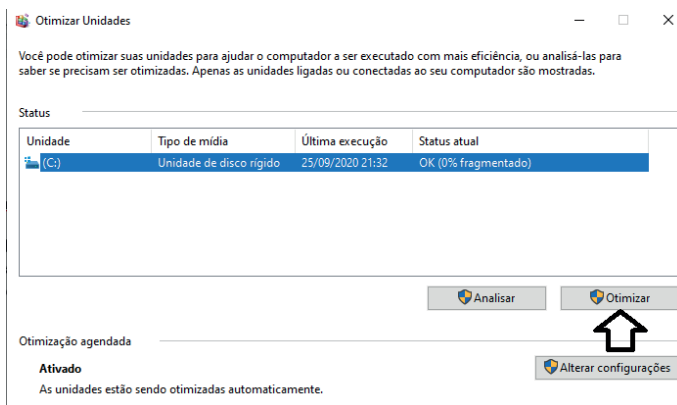 Otimizar Unidades
Você pode otimizar suas unidades para ajudar o computador a ser executado com mais eficiência, ou analisá-las para
saber se precisam ser otimizadas. Apenas as unidades ligadas ou conectadas ao seu computador são mostradas.
Status
Unidade Tipo de mídia Última execução Status atual
(C:) Unidade de disco rígido 25/09/2020 21:32 OK (0% fragmentado)
Analisar Otimizar
Otimização agendada
Ativado Alterar configurações
As unidades estão sendo otimizadas automaticamente.